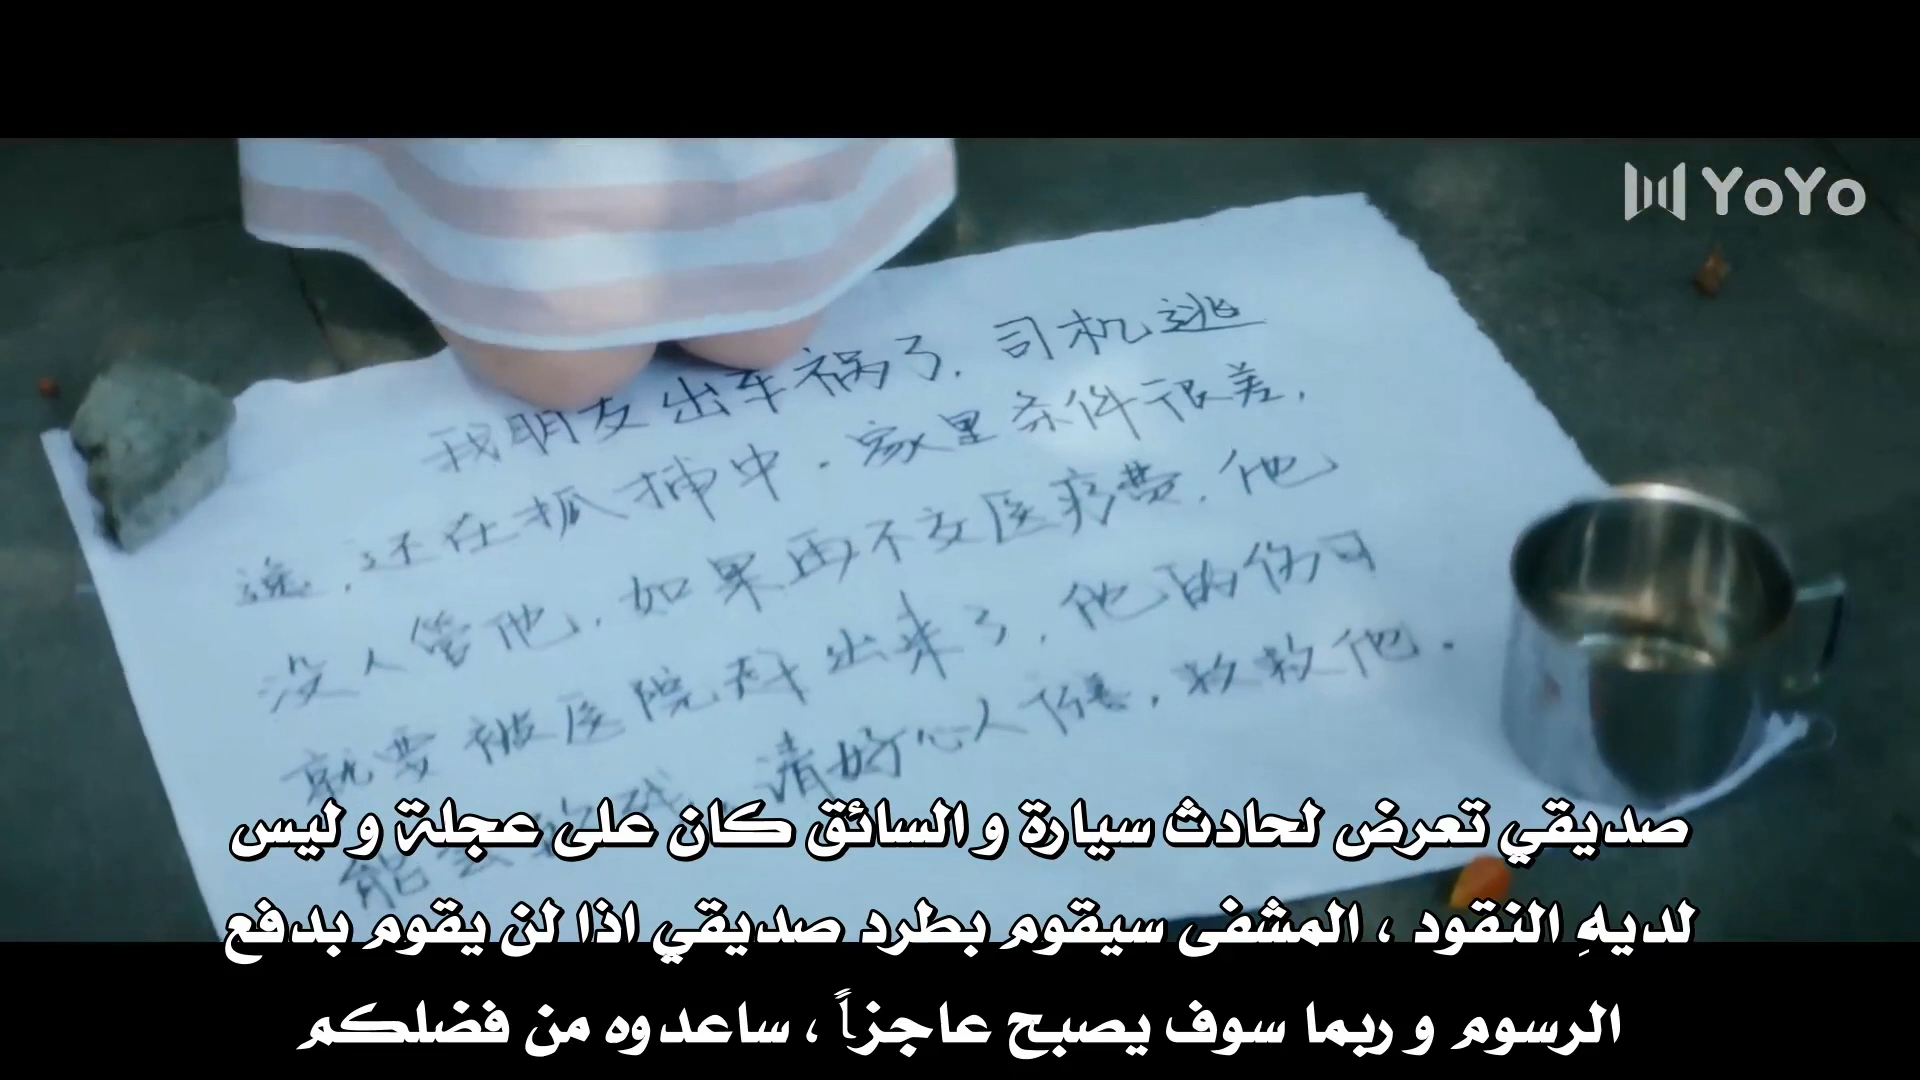 YoYo
我朋友出车祸了.司机逃
逸,还在抓捕中.家里条件很差,
没人管他,如果再不交医疗费.他
就要被医院赶出来了,他的伤可
能会 请好心人 救救他.
صديقي تعرض لحادث سيارة و السائق كان على عجلة و ليس
لديهِ النقود ، المشفى سيقوم بطرد صديقي اذا لن يقوم بدفع
الرسوم و ربما سوف يصبح عاجزاً ، ساعدوه من فضلكم